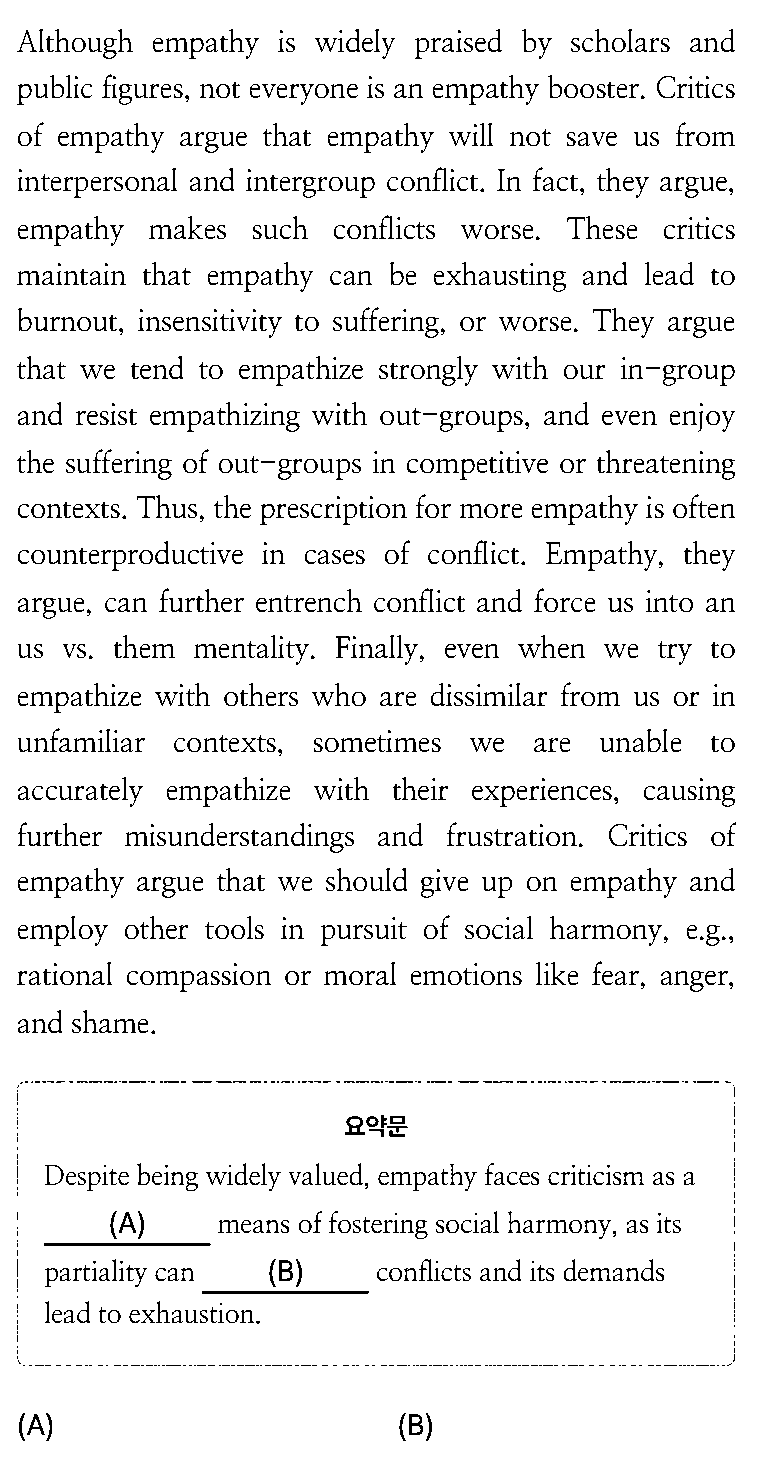 Although empathy is widely praised by scholars and
public figures, not everyone is an empathy booster. Critics
of empathy argue that empathy will not save us from
interpersonal and intergroup conflict. In fact, they argue,
empathy makes such conflicts worse. These critics
maintain that empathy can be exhausting and lead to
burnout, insensitivity to suffering, or worse. They argue
that we tend to empathize strongly with our in-group
and resist empathizing with out-groups, and even enjoy
the suffering of out-groups in competitive or threatening
contexts. Thus, the prescription for more empathy is often
counterproductive in cases of conflict. Empathy, they
argue, can further entrench conflict and force us into an
us vs. them mentality. Finally, even when we try to
empathize with others who are dissimilar from us or in
unfamiliar contexts, sometimes we are unable to
accurately empathize with their experiences, causing
further misunderstandings and frustration. Critics of
empathy argue that we should give up on empathy and
employ other tools in pursuit of social harmony, e.g.,
rational compassion or moral emotions like fear, anger,
and shame.
요약문
Despite being widely valued, empathy faces criticism as a
(A) means of fostering social harmony, as its
partiality can (B) conflicts and its demands
lead to exhaustion.
(A) (B)